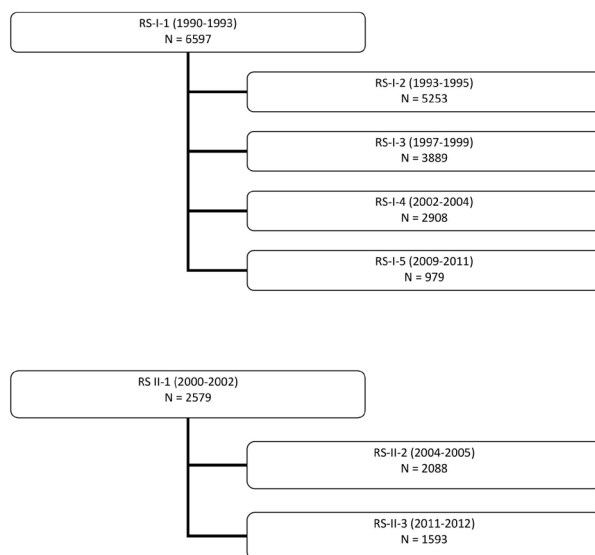 RS-I-1 (1990-1993)
N = 6597
RS-I-2 (1993-1995)
N = 5253
RS-I-3 (1997-1999)
N = 3889
RS-I-4 (2002-2004)
N = 2908
RS-I-5 (2009-2011)
N = 979
RS II-1 (2000-2002)
N = 2579
RS-II-2 (2004-2005)
N = 2088
RS-II-3 (2011-2012)
N = 1593